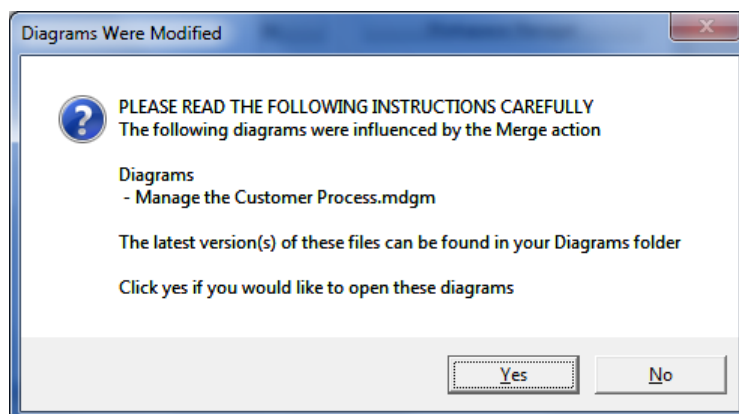 Diagrams Were Modified
PLEASE READ THE FOLLOWING INSTRUCTIONS CAREFULLY
The following diagrams were influenced by the Merge action
Diagrams
- Manage the Customer Process.mdgm
The latest version(s) of these files can be found in your Diagrams folder
Click yes if you would like to open these diagrams
Yes
No